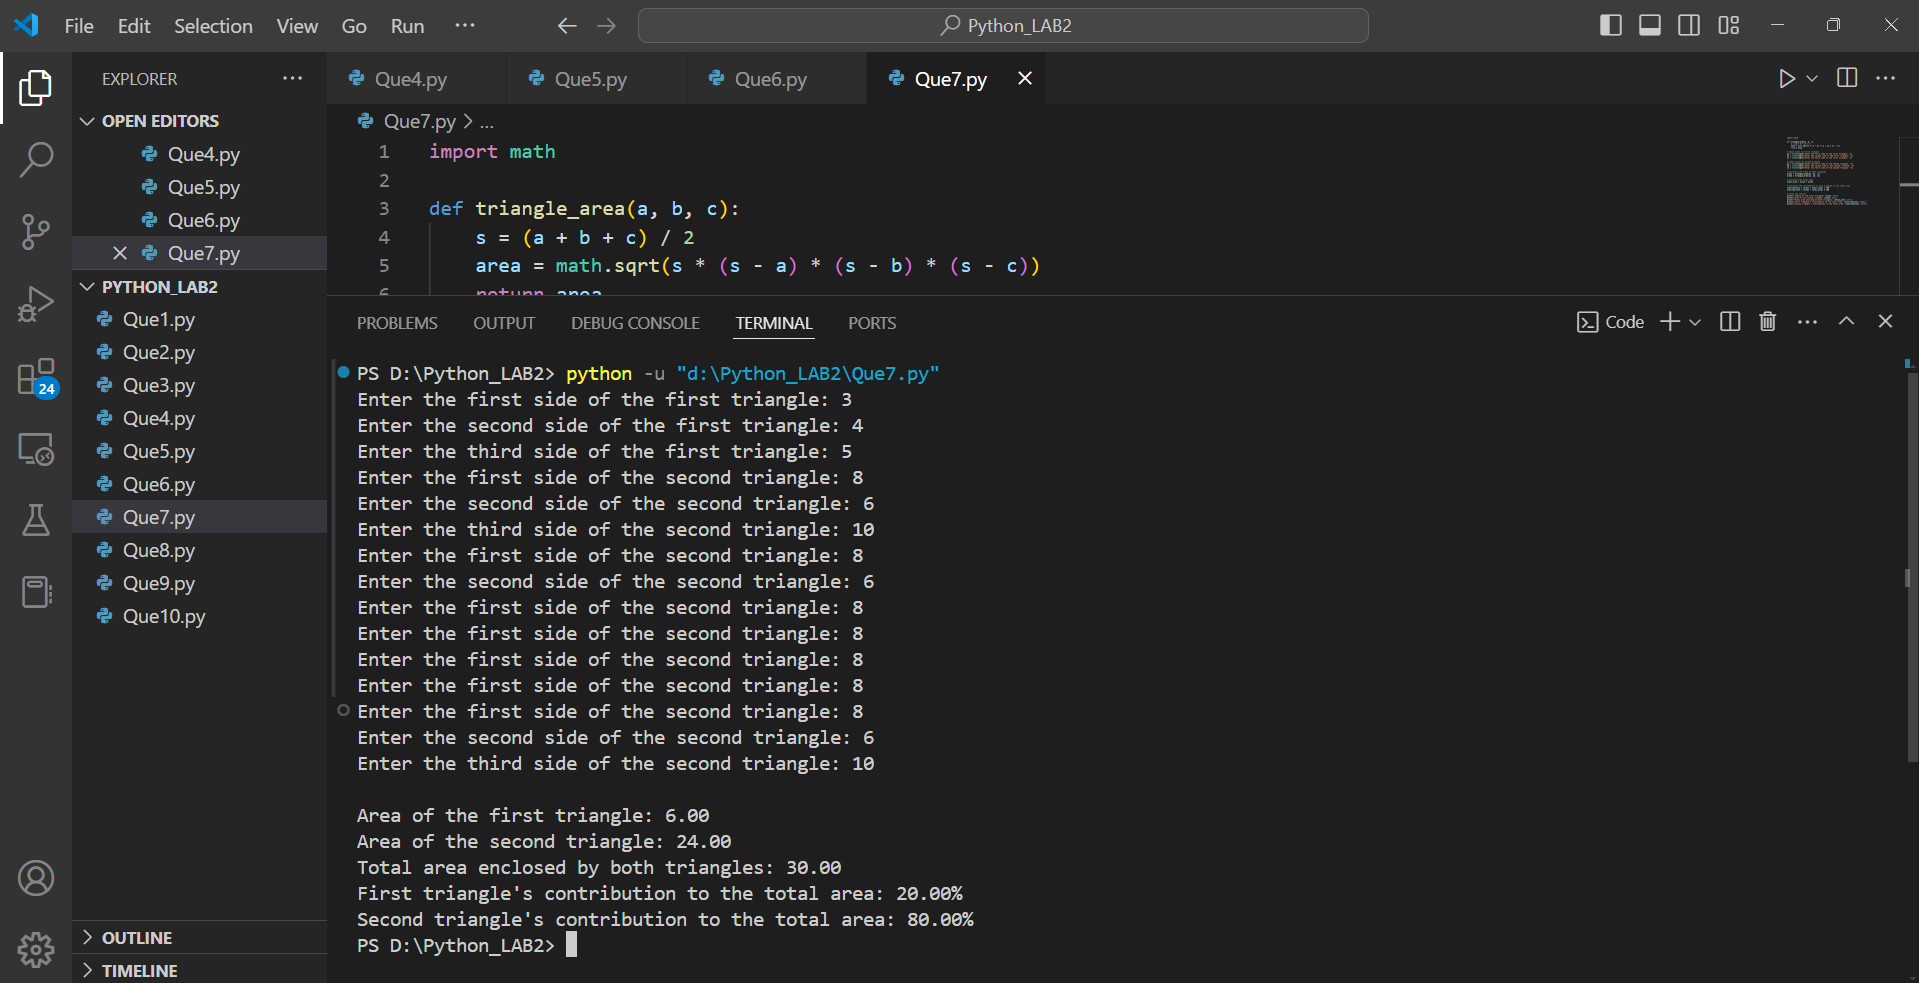 File Edit Selection View Go Run ··· Python_LAB2
EXPLORER ···
OPEN EDITORS
Que4.py
Que5.py
Que6.py
Que7.py
PYTHON_LAB2
Que1.py
Que2.py
Que3.py
Que4.py
Que5.py
Que6.py
Que7.py
Que8.py
Que9.py
Que10.py
OUTLINE
TIMELINE
24
Que4.py Que5.py Que6.py Que7.py
Que7.py > ...
1 import math
2
3 def triangle_area(a, b, c):
4 s = (a + b + c) / 2
5 area = math.sqrt(s * (s - a) * (s - b) * (s - c))
6 return area
PROBLEMS OUTPUT DEBUG CONSOLE TERMINAL PORTS Code
PS D:\Python_LAB2> python -u "d:\Python_LAB2\Que7.py"
Enter the first side of the first triangle: 3
Enter the second side of the first triangle: 4
Enter the third side of the first triangle: 5
Enter the first side of the second triangle: 8
Enter the second side of the second triangle: 6
Enter the third side of the second triangle: 10
Enter the first side of the second triangle: 8
Enter the second side of the second triangle: 6
Enter the first side of the second triangle: 8
Enter the first side of the second triangle: 8
Enter the first side of the second triangle: 8
Enter the first side of the second triangle: 8
Enter the first side of the second triangle: 8
Enter the second side of the second triangle: 6
Enter the third side of the second triangle: 10
Area of the first triangle: 6.00
Area of the second triangle: 24.00
Total area enclosed by both triangles: 30.00
First triangle's contribution to the total area: 20.00%
Second triangle's contribution to the total area: 80.00%
PS D:\Python_LAB2>